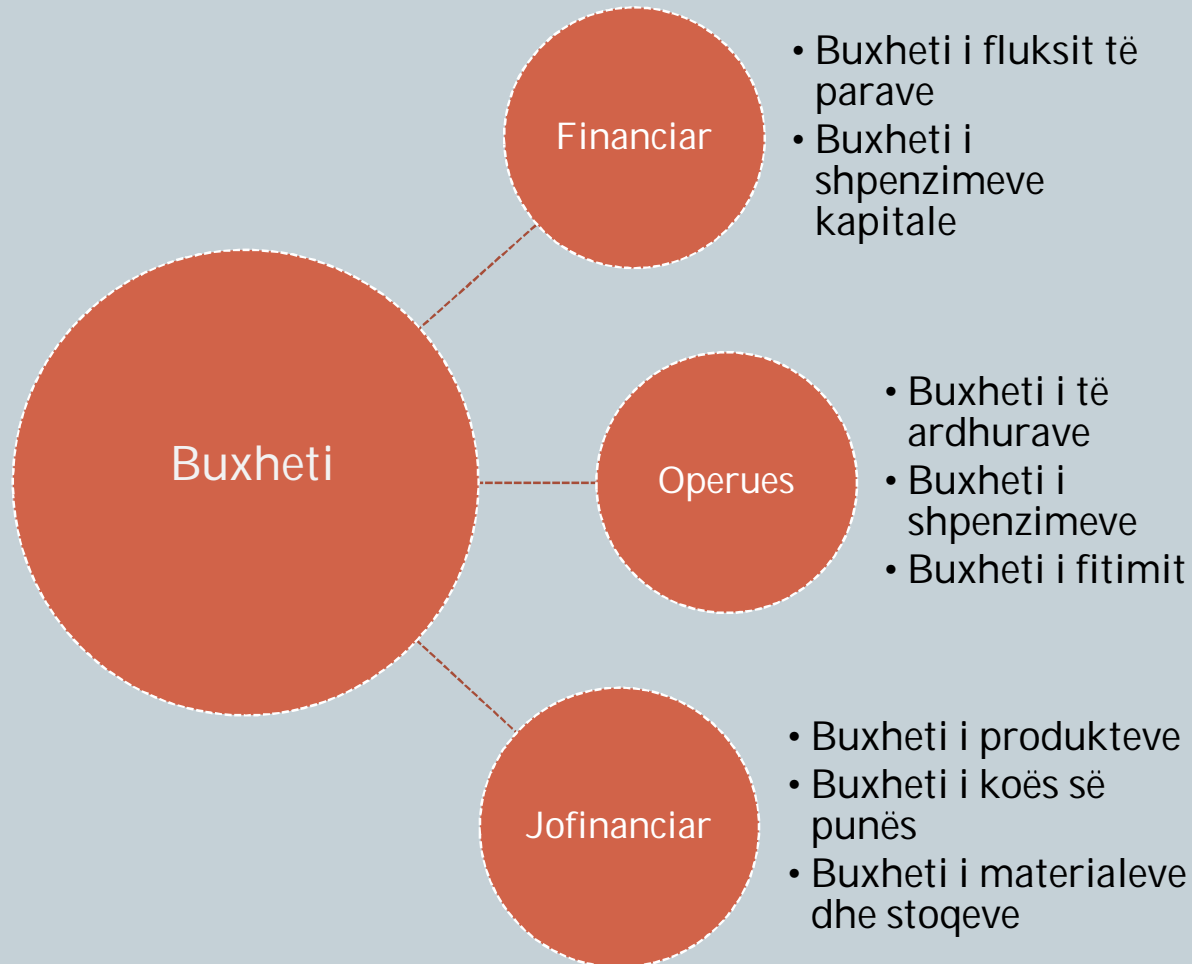 Buxheti
Financiar
• Buxheti i fluksit të
parave
• Buxheti i
shpenzimeve
kapitale
Operues
• Buxheti i të
ardhurave
• Buxheti i
shpenzimeve
• Buxheti i fitimit
Jofinanciar
• Buxheti i produkteve
• Buxheti i koës së
punës
• Buxheti i materialeve
dhe stoqeve